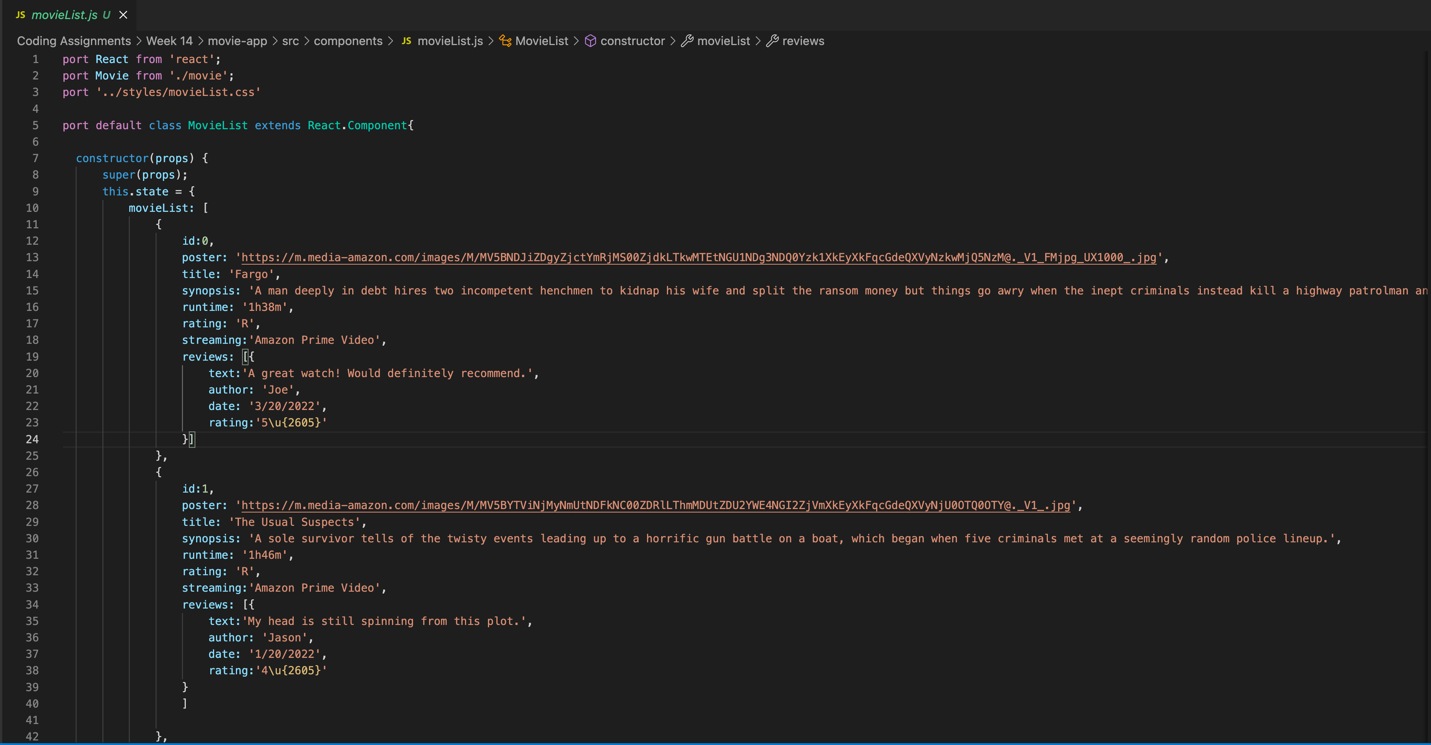 JS movieList.js U ×
Coding Assignments > Week 14 > movie-app > src > components > JS movieList.js > MovieList > constructor > movieList > reviews
1 port React from 'react';
2 port Movie from './movie';
3 port '../styles/movieList.css'
4
5 port default class MovieList extends React.Component{
6
7 constructor(props) {
8 super(props);
9 this.state = {
10 movieList: [
11 {
12 id:0,
13 poster: 'https://m.media-amazon.com/images/M/MV5BNDJiZDgyZjctYmRjMS00ZjdkLTkwMTEtNGU1NDg3NDQ0Yzk1XkEyXkFqcGdeQXVyNzkwMjQ5NzM@._V1_FMjpg_UX1000_.jpg',
14 title: 'Fargo',
15 synopsis: 'A man deeply in debt hires two incompetent henchmen to kidnap his wife and split the ransom money but things go awry when the inept criminals instead kill a highway patrolman an
16 runtime: '1h38m',
17 rating: 'R',
18 streaming:'Amazon Prime Video',
19 reviews: [{
20 text:'A great watch! Would definitely recommend.',
21 author: 'Joe',
22 date: '3/20/2022',
23 rating:'5\u{2605}'
24 }]
25 },
26 {
27 id:1,
28 poster: 'https://m.media-amazon.com/images/M/MV5BYTViNjMyNmUtNDFkNC00ZDRlLThmMDUtZDU2YWE4NGI2ZjVmXkEyXkFqcGdeQXVyNjU0OTQ0OTY@._V1_.jpg',
29 title: 'The Usual Suspects',
30 synopsis: 'A sole survivor tells of the twisty events leading up to a horrific gun battle on a boat, which began when five criminals met at a seemingly random police lineup.',
31 runtime: '1h46m',
32 rating: 'R',
33 streaming:'Amazon Prime Video',
34 reviews: [{
35 text:'My head is still spinning from this plot.',
36 author: 'Jason',
37 date: '1/20/2022',
38 rating:'4\u{2605}'
39 }
40 ]
41
42 },